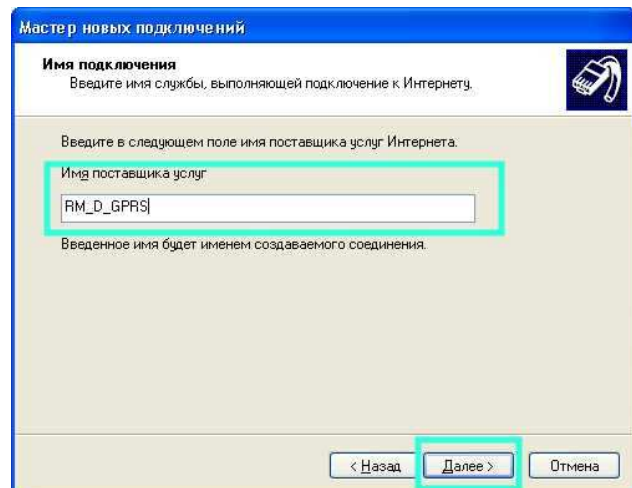 Мастер новых подключений
Имя подключения
Введите имя службы, выполняющей подключение к Интернету.
Введите в следующем поле имя поставщика услуг Интернета.
Имя поставщика услуг
RM_D_GPRS
Введенное имя будет именем создаваемого соединения.
< Назад
Далее >
Отмена